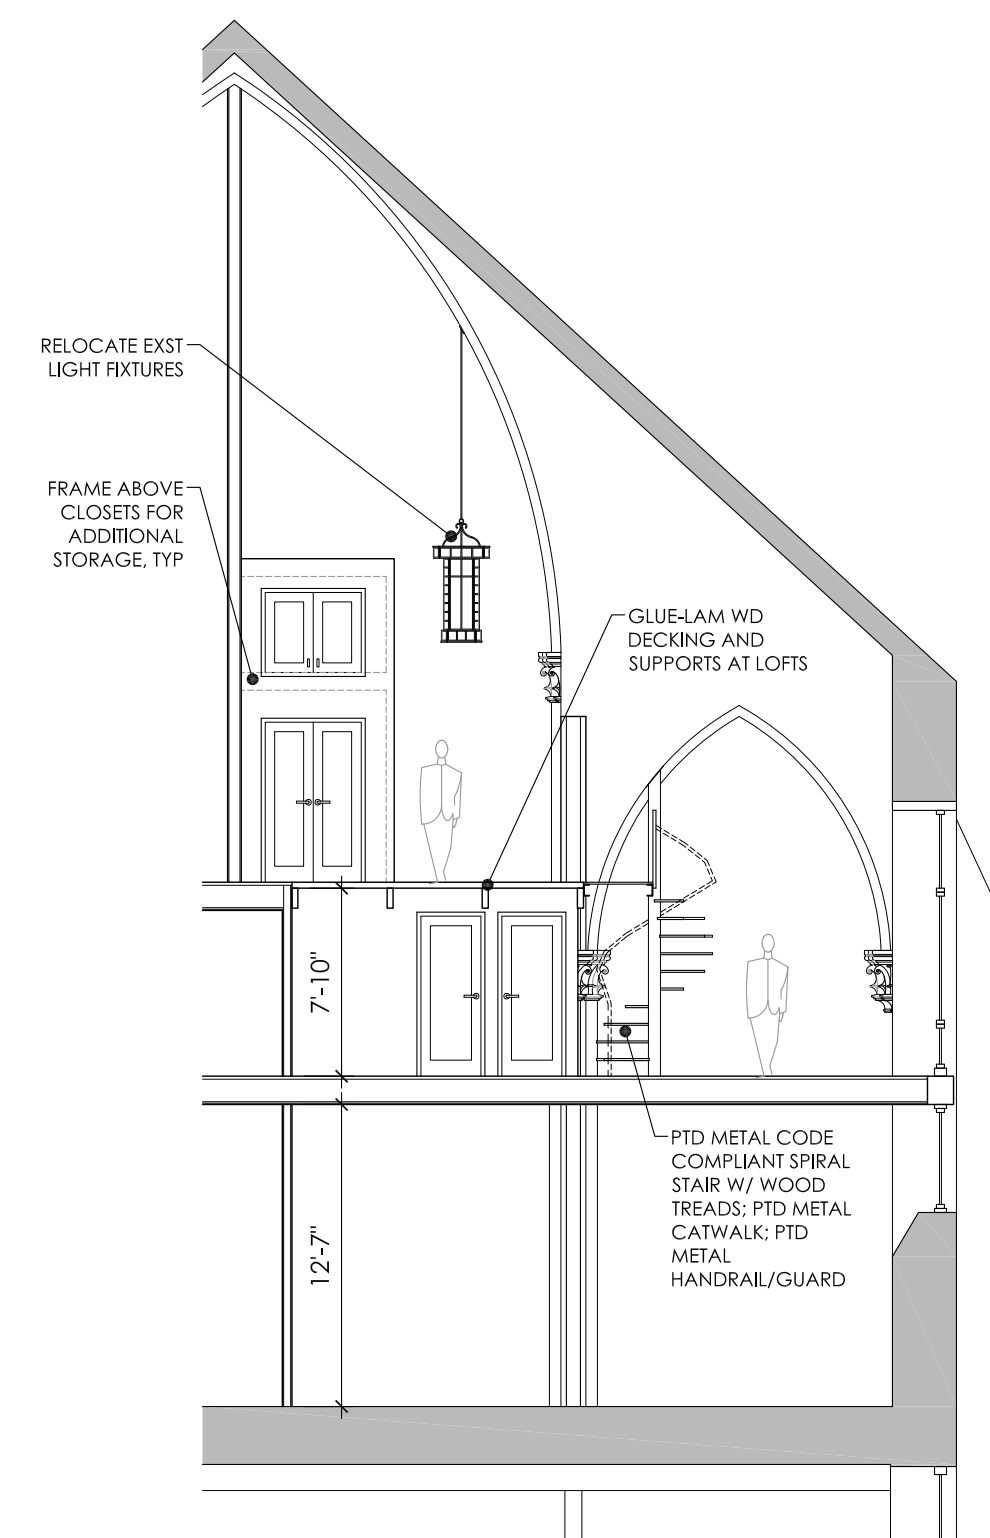 RELOCATE EXST
LIGHT FIXTURES
FRAME ABOVE
CLOSETS FOR
ADDITIONAL
STORAGE, TYP
GLUE-LAM WD
DECKING AND
SUPPORTS AT LOFTS
7'-10"
PTD METAL CODE
COMPLIANT SPIRAL
STAIR W/ WOOD
TREADS; PTD METAL
CATWALK; PTD
METAL
HANDRAIL/GUARD
12'-7"